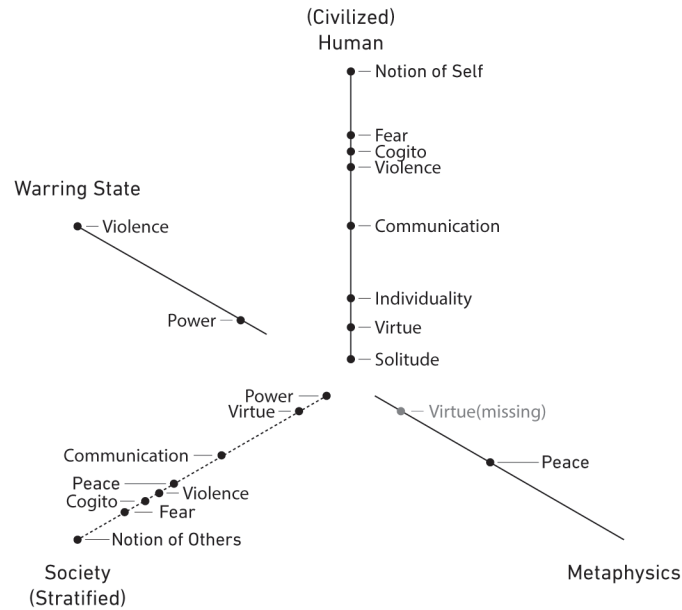 (Civilized)
Human
Notion of Self
Fear
Cogito
Violence
Warring State
Violence
Communication
Individuality
Power
Virtue
Solitude
Power
Virtue
Virtue(missing)
Communication
Peace
Peace
Violence
Cogito
Fear
Notion of Others
Society
(Stratified)
Metaphysics